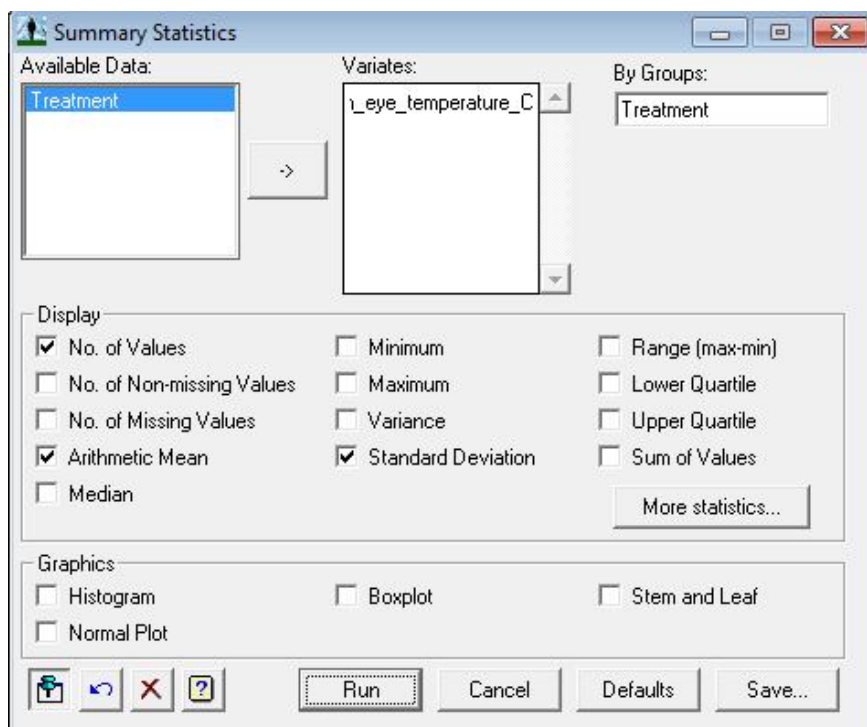 Summary Statistics
Available Data:
Variates:
By Groups:
Treatment
_eye_temperature_C
Treatment
->
Display
No. of Values
Minimum
Range (max-min)
No. of Non-missing Values
Maximum
Lower Quartile
No. of Missing Values
Variance
Upper Quartile
Arithmetic Mean
Standard Deviation
Sum of Values
Median
More statistics...
Graphics
Histogram
Boxplot
Stem and Leaf
Normal Plot
?
Run
Cancel
Defaults
Save...